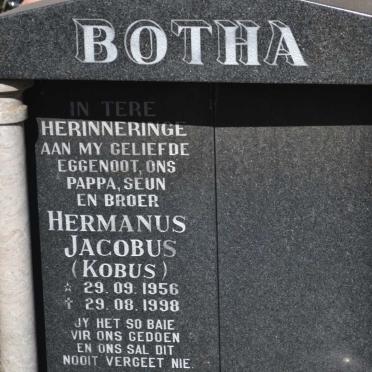 BOTHA
IN TERE
HERINNERINGE
AAN MY GELIEFDE
EGGENOOT, ONS
PAPPA, SEUN
EN BROER
HERMANUS
JACOBUS
(KOBUS)
☆ 29.09.1956
✝ 29.08.1998
JY HET SO BAIE
VIR ONS GEDOEN
EN ONS SAL DIT
NOOIT VERGEET NIE.